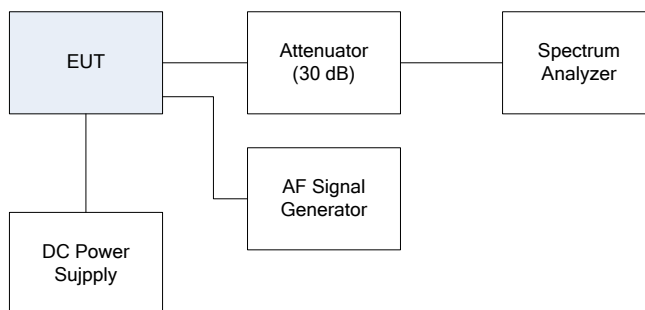 EUT
Attenuator
(30 dB)
Spectrum
Analyzer
AF Signal
Generator
DC Power
Sujpply